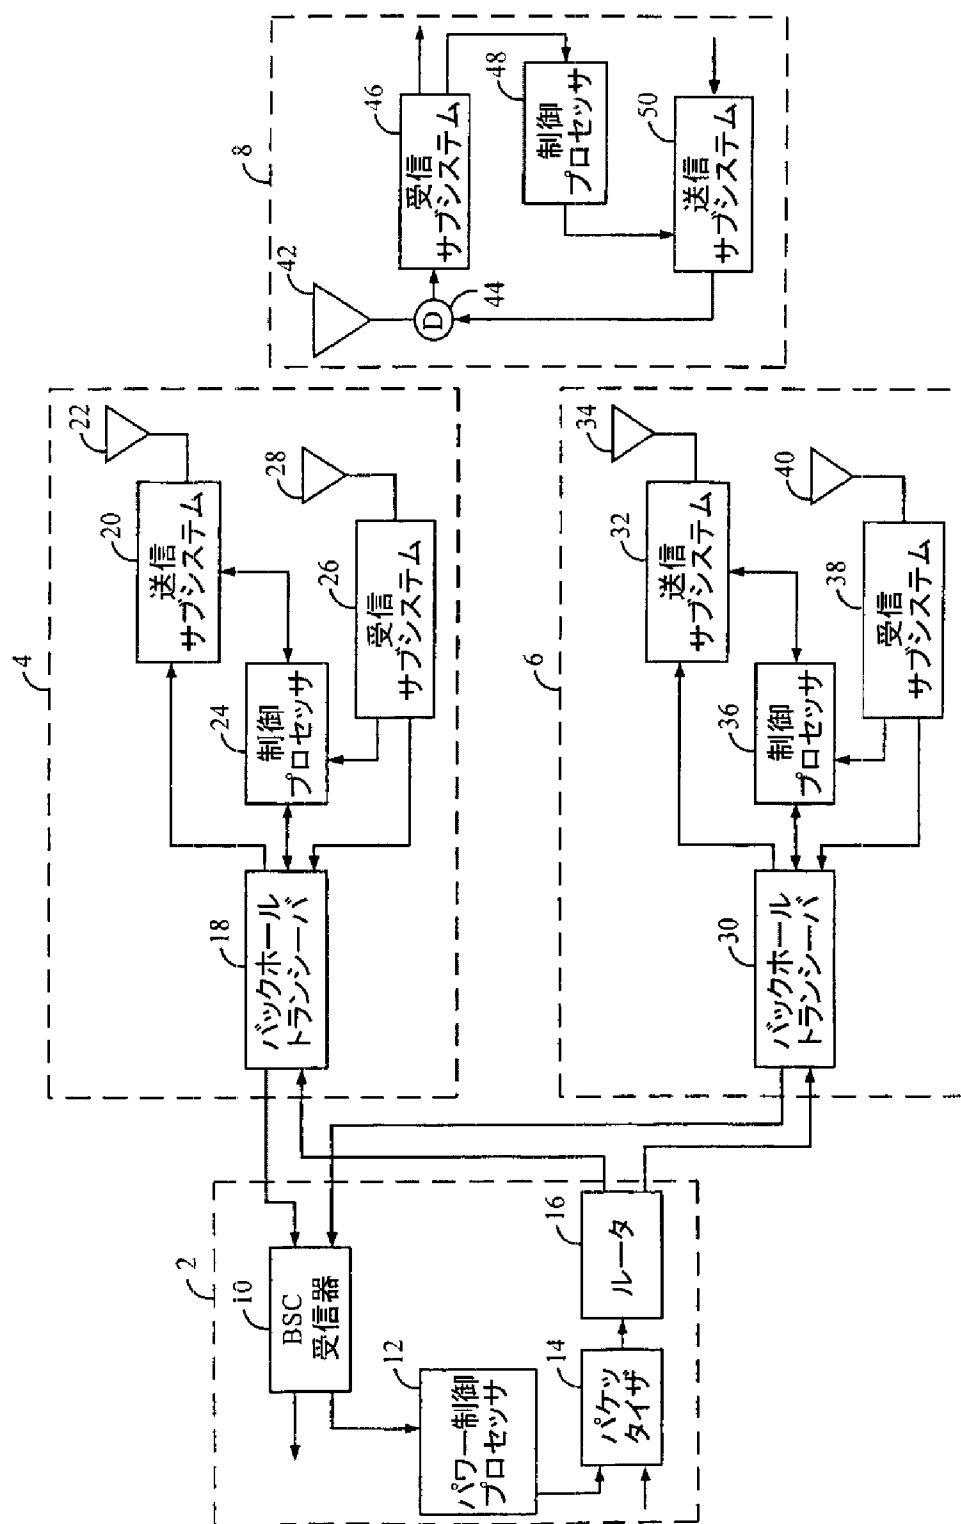 2
10
BSC
受信器
12
パワー制御
プロセッサ
14
パケッ
タイザ
16
ルータ
4
18
バックホール
トランシーバ
20
送信
サブシステム
22
24
制御
プロセッサ
26
受信
サブシステム
28
6
30
バックホール
トランシーバ
32
送信
サブシステム
34
36
制御
プロセッサ
38
受信
サブシステム
40
8
42
D
44
46
受信
サブシステム
48
制御
プロセッサ
50
送信
サブシステム